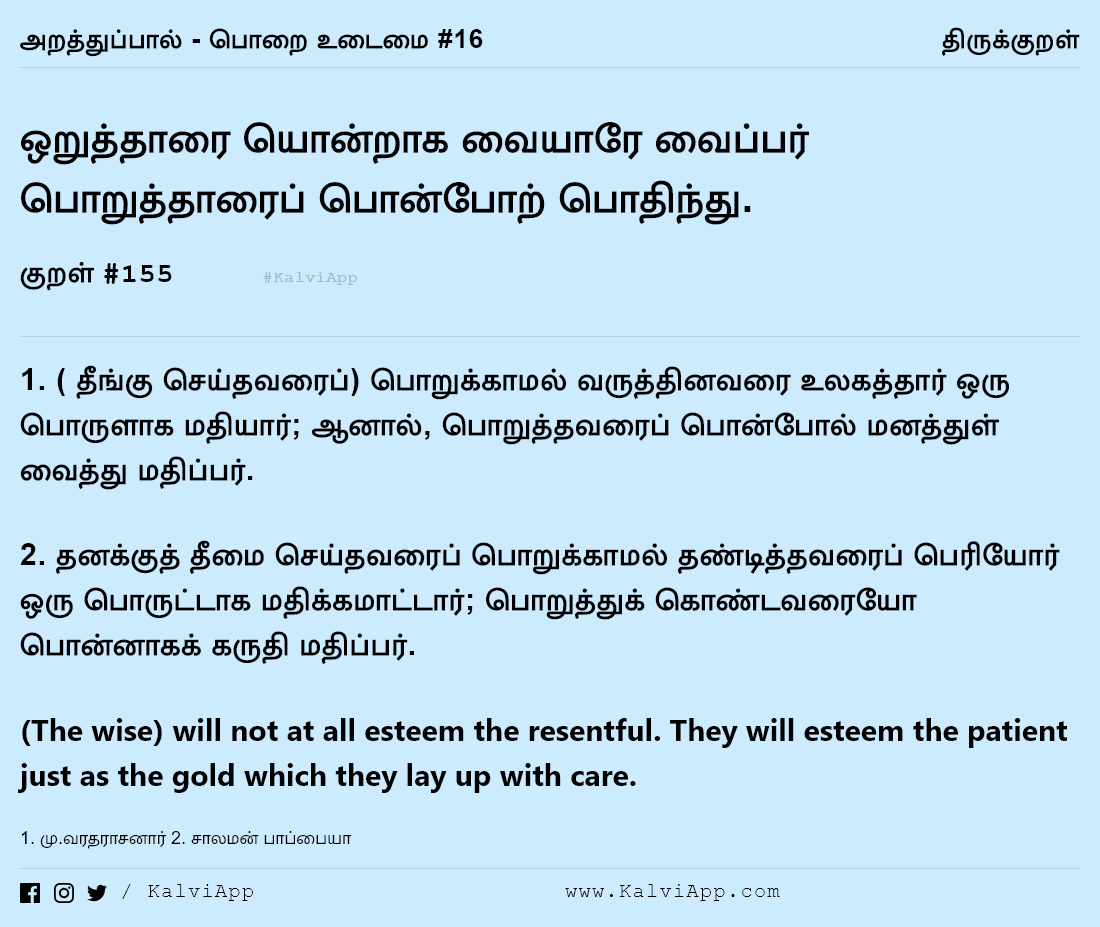 அறத்துப்பால் - பொறை உடைமை #16
திருக்குறள்
ஒறுத்தாரை யொன்றாக வையாரே வைப்பர்
பொறுத்தாரைப் பொன்போற் பொதிந்து.
குறள் #155
#KalviApp
1. ( தீங்கு செய்தவரைப்) பொறுக்காமல் வருத்தினவரை உலகத்தார் ஒரு
பொருளாக மதியார்; ஆனால், பொறுத்தவரைப் பொன்போல் மனத்துள்
வைத்து மதிப்பர்.
2. தனக்குத் தீமை செய்தவரைப் பொறுக்காமல் தண்டித்தவரைப் பெரியோர்
ஒரு பொருட்டாக மதிக்கமாட்டார்; பொறுத்துக் கொண்டவரையோ
பொன்னாகக் கருதி மதிப்பர்.
(The wise) will not at all esteem the resentful. They will esteem the patient
just as the gold which they lay up with care.
1. மு.வரதராசனார் 2. சாலமன் பாப்பையா
/ KalviApp
www.KalviApp.com